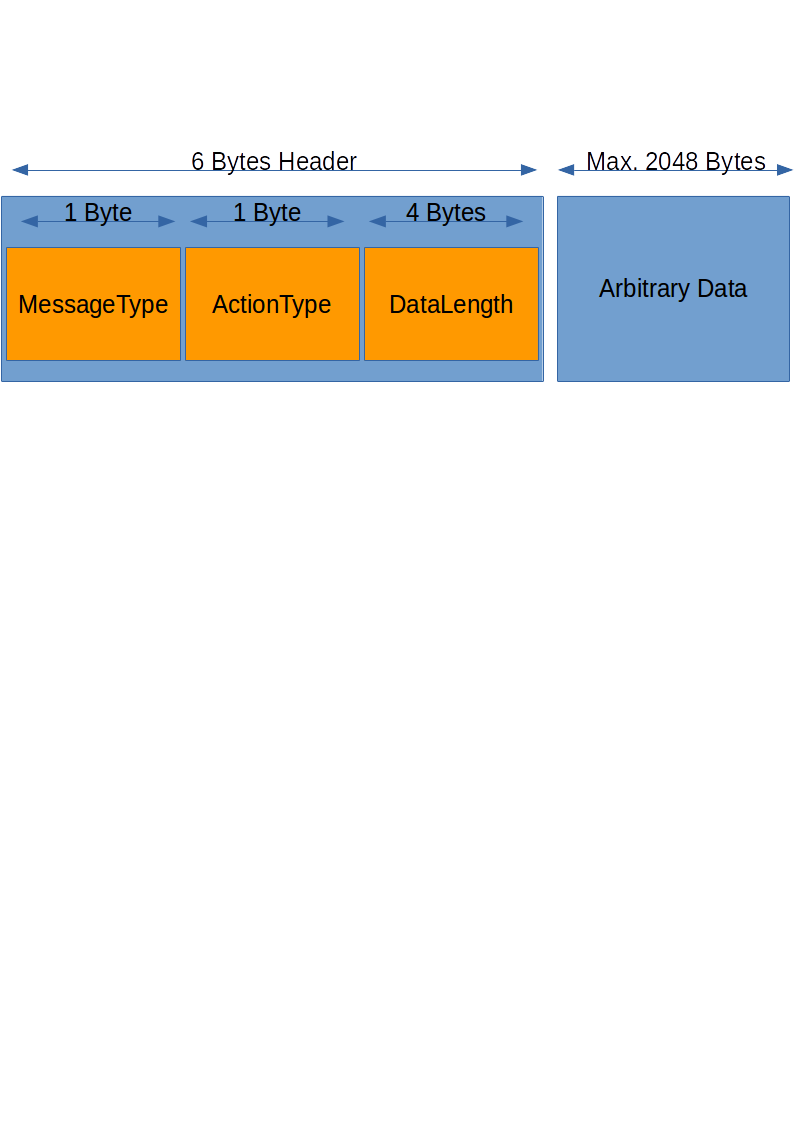 6 Bytes Header
Max. 2048 Bytes
1 Byte
1 Byte
4 Bytes
MessageType
ActionType
DataLength
Arbitrary Data